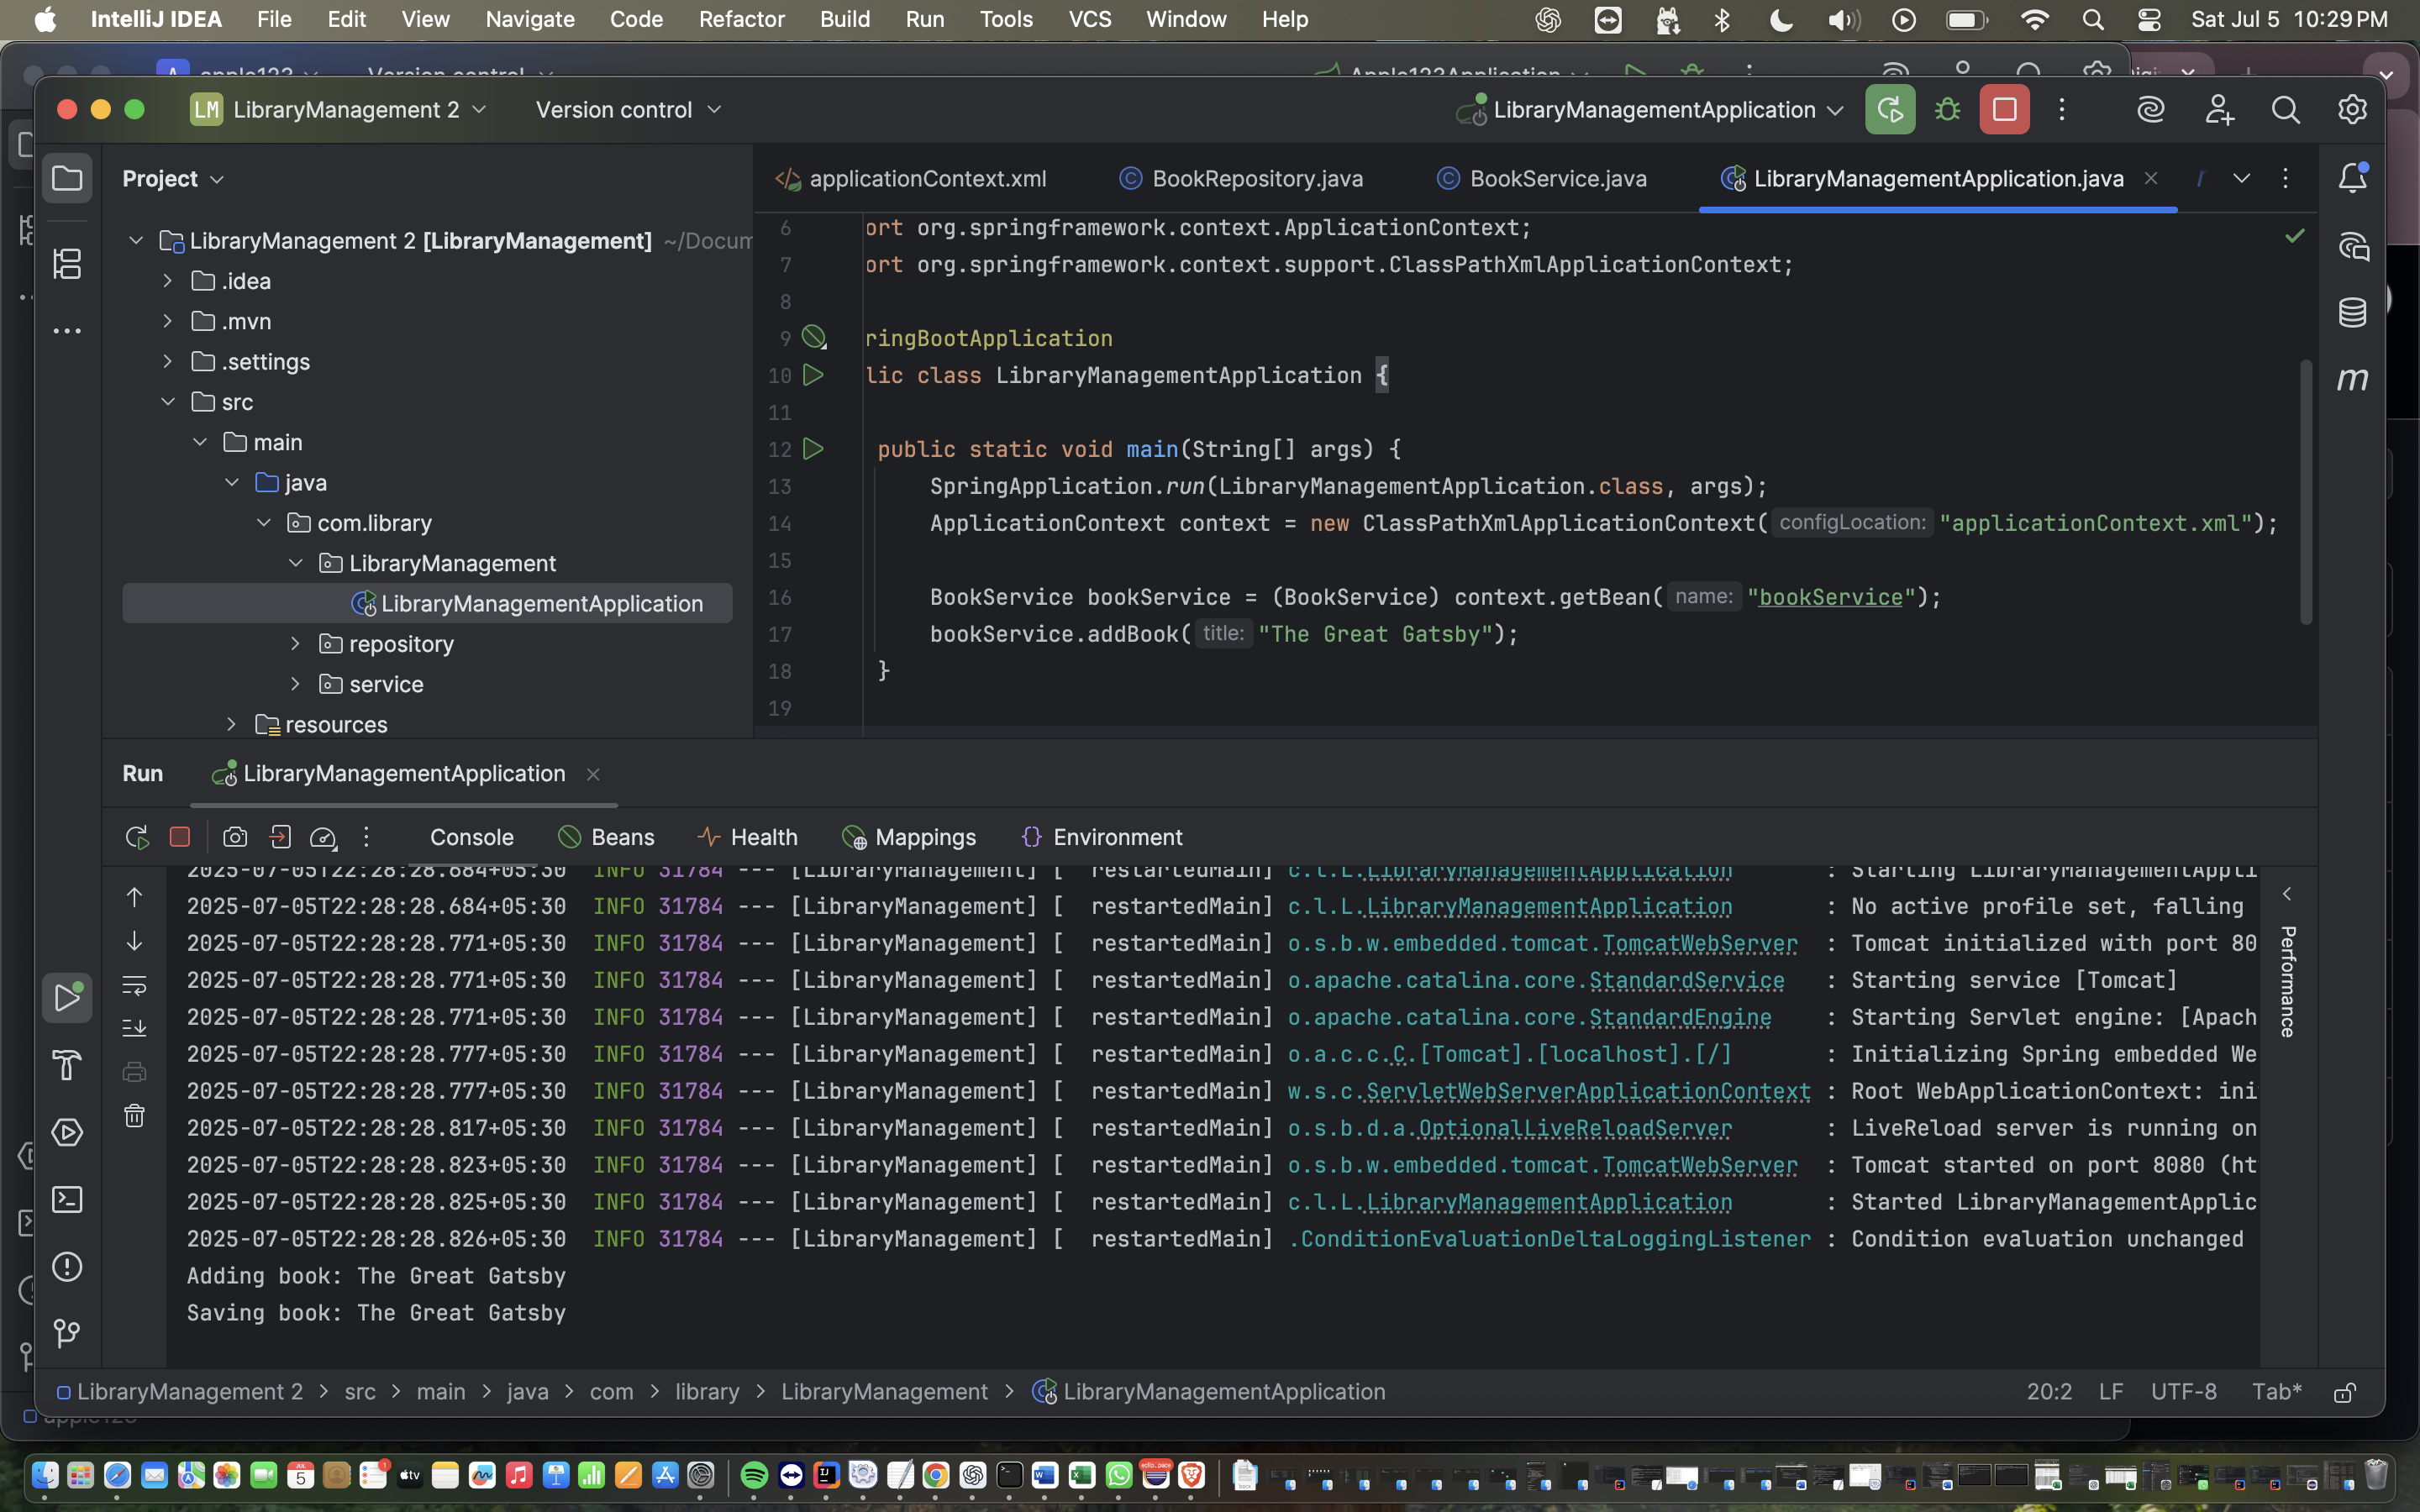 IntelliJ IDEA File Edit View Navigate Code Refactor Build Run Tools VCS Window Help Sat Jul 5 10:29 PM
LM LibraryManagement 2 Version control LibraryManagementApplication
Project
LibraryManagement 2 [LibraryManagement] ~/Docum
.idea
.mvn
.settings
src
main
java
com.library
LibraryManagement
LibraryManagementApplication
repository
service
resources
applicationContext.xml BookRepository.java BookService.java LibraryManagementApplication.java
6 ort org.springframework.context.ApplicationContext;
7 ort org.springframework.context.support.ClassPathXmlApplicationContext;
8
9 ringBootApplication
10 lic class LibraryManagementApplication {
11
12 public static void main(String[] args) {
13 SpringApplication.run(LibraryManagementApplication.class, args);
14 ApplicationContext context = new ClassPathXmlApplicationContext( configLocation: "applicationContext.xml");
15
16 BookService bookService = (BookService) context.getBean( name: "bookService");
17 bookService.addBook( title: "The Great Gatsby");
18 }
19
Run LibraryManagementApplication
Console Beans Health Mappings Environment
2025-07-05T22:28:28.684+05:30 INFO 31784 --- [LibraryManagement] [ restartedMain] c.l.L.LibraryManagementApplication : Starting LibraryManagementAppli
2025-07-05T22:28:28.684+05:30 INFO 31784 --- [LibraryManagement] [ restartedMain] c.l.L.LibraryManagementApplication : No active profile set, falling
2025-07-05T22:28:28.771+05:30 INFO 31784 --- [LibraryManagement] [ restartedMain] o.s.b.w.embedded.tomcat.TomcatWebServer : Tomcat initialized with port 80
2025-07-05T22:28:28.771+05:30 INFO 31784 --- [LibraryManagement] [ restartedMain] o.apache.catalina.core.StandardService : Starting service [Tomcat]
2025-07-05T22:28:28.771+05:30 INFO 31784 --- [LibraryManagement] [ restartedMain] o.apache.catalina.core.StandardEngine : Starting Servlet engine: [Apach
2025-07-05T22:28:28.777+05:30 INFO 31784 --- [LibraryManagement] [ restartedMain] o.a.c.c.C.[Tomcat].[localhost].[/] : Initializing Spring embedded We
2025-07-05T22:28:28.777+05:30 INFO 31784 --- [LibraryManagement] [ restartedMain] w.s.c.ServletWebServerApplicationContext : Root WebApplicationContext: ini
2025-07-05T22:28:28.817+05:30 INFO 31784 --- [LibraryManagement] [ restartedMain] o.s.b.d.a.OptionalLiveReloadServer : LiveReload server is running on
2025-07-05T22:28:28.823+05:30 INFO 31784 --- [LibraryManagement] [ restartedMain] o.s.b.w.embedded.tomcat.TomcatWebServer : Tomcat started on port 8080 (ht
2025-07-05T22:28:28.825+05:30 INFO 31784 --- [LibraryManagement] [ restartedMain] c.l.L.LibraryManagementApplication : Started LibraryManagementApplic
2025-07-05T22:28:28.826+05:30 INFO 31784 --- [LibraryManagement] [ restartedMain] .ConditionEvaluationDeltaLoggingListener : Condition evaluation unchanged
Adding book: The Great Gatsby
Saving book: The Great Gatsby
Performance
LibraryManagement 2 > src > main > java > com > library > LibraryManagement > LibraryManagementApplication 20:2 LF UTF-8 Tab*